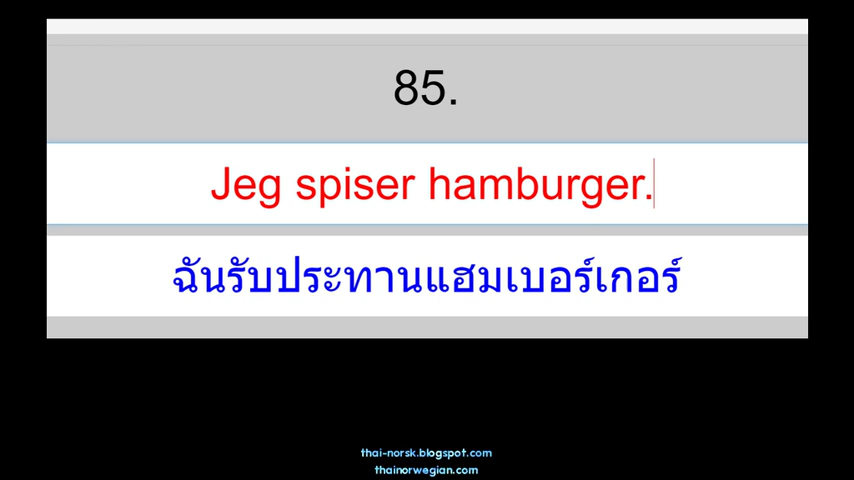 85.
Jeg spiser hamburger.
ฉันรับประทานแฮมเบอร์เกอร์
thai-norsk.blogspot.com
thainorwegian.com